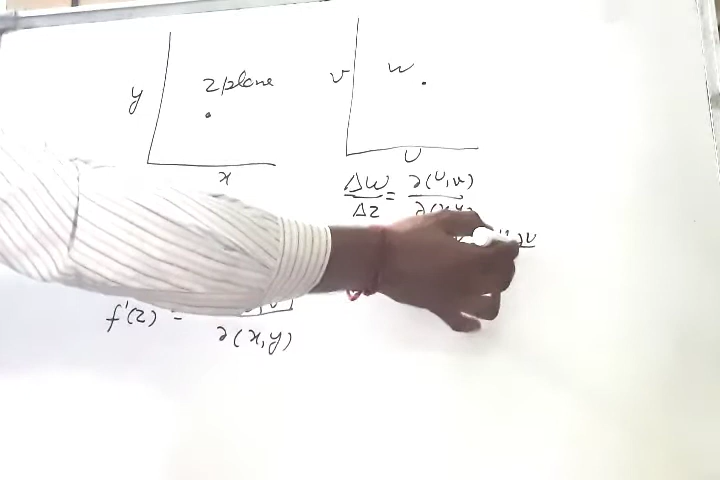 y
z plane
x
v
w
u
Δw/Δz = ∂(u,v)/∂(x,y)
f'(z) =
∂(x,y)